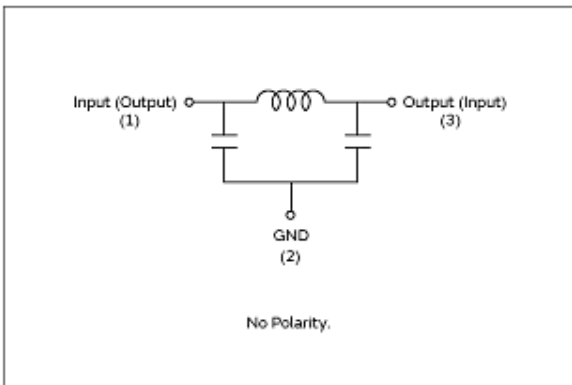 Input (Output)
(1)
Output (Input)
(3)
GND
(2)
No Polarity.